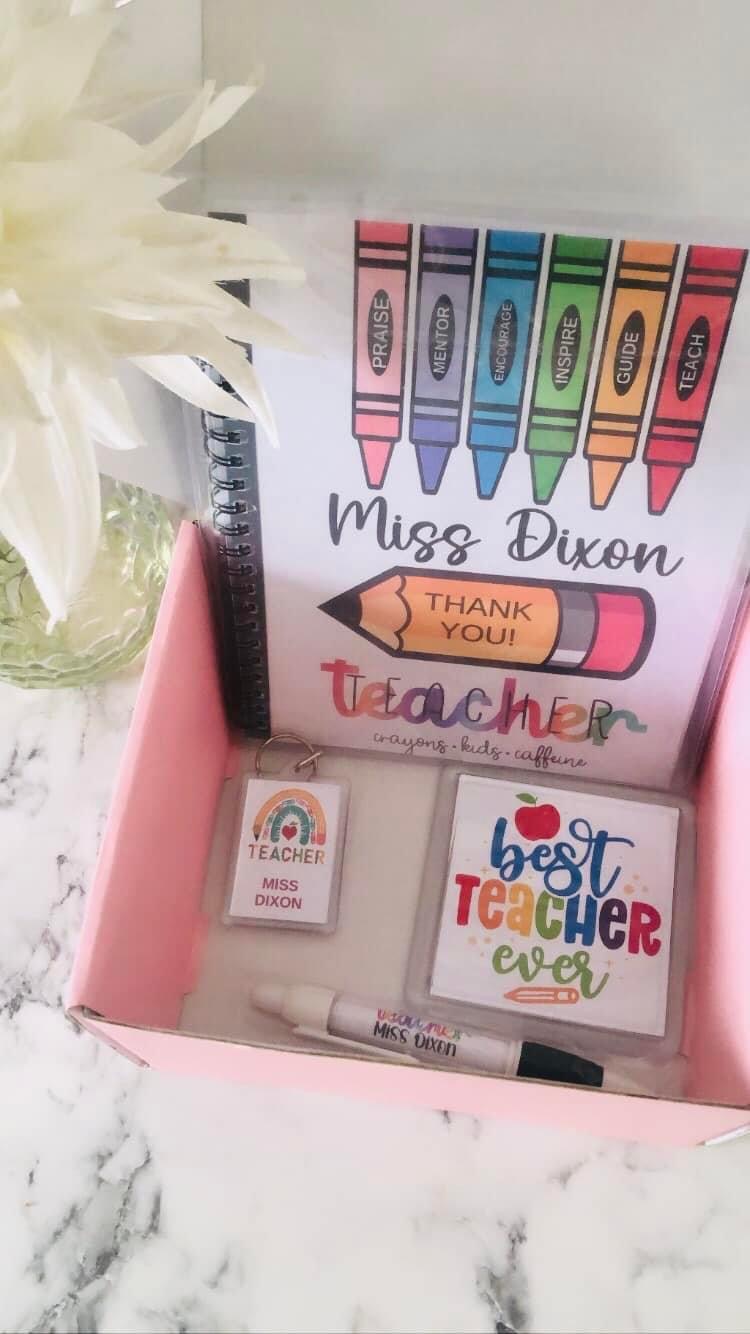 PRAISE
MENTOR
ENCOURAGE
INSPIRE
GUIDE
TEACH
Miss Dixon
THANK
YOU!
teacher
TEACHER
crayons • kids • caffeine
TEACHER
MISS
DIXON
best
TEACHER
ever
MISS DIXON